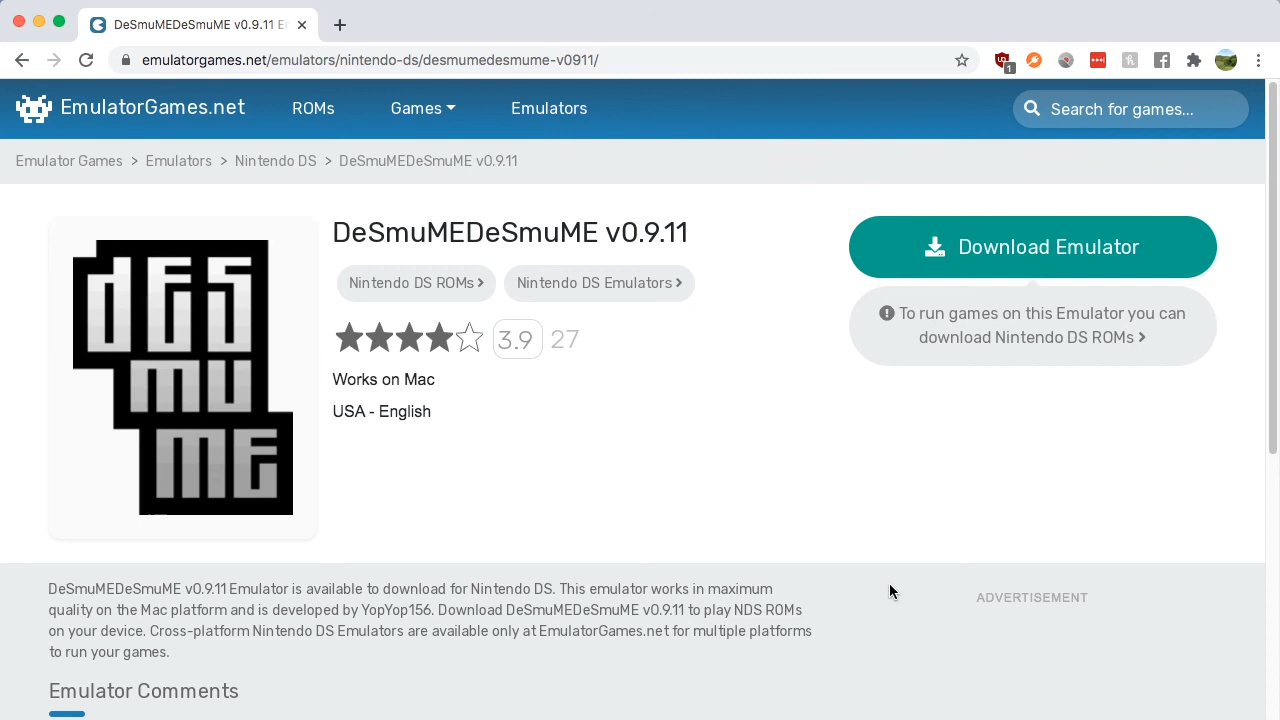 DeSmuMEDeSmuME v0.9.11 E
emulatorgames.net/emulators/nintendo-ds/desmumedesmume-v0911/
1
EmulatorGames.net
ROMs
Games
Emulators
Search for games...
Emulator Games > Emulators > Nintendo DS > DeSmuMEDeSmuME v0.9.11
DES
MU
ME
DeSmuMEDeSmuME v0.9.11
Nintendo DS ROMs
Nintendo DS Emulators
3.9
27
Works on Mac
USA - English
Download Emulator
To run games on this Emulator you can
download Nintendo DS ROMs
DeSmuMEDeSmuME v0.9.11 Emulator is available to download for Nintendo DS. This emulator works in maximum
quality on the Mac platform and is developed by YopYop156. Download DeSmuMEDeSmuME v0.9.11 to play NDS ROMs
on your device. Cross-platform Nintendo DS Emulators are available only at EmulatorGames.net for multiple platforms
to run your games.
ADVERTISEMENT
Emulator Comments